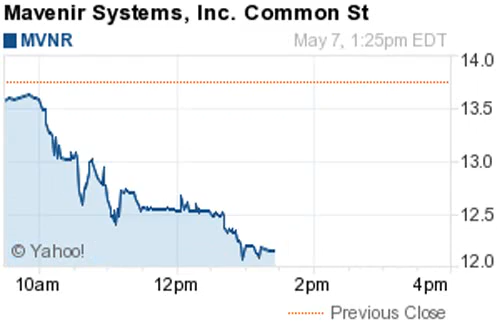 Mavenir Systems, Inc. Common St
MVNR May 7, 1:25pm EDT
14.0
13.5
13.0
12.5
12.0
© Yahoo!
10am 12pm 2pm 4pm
Previous Close